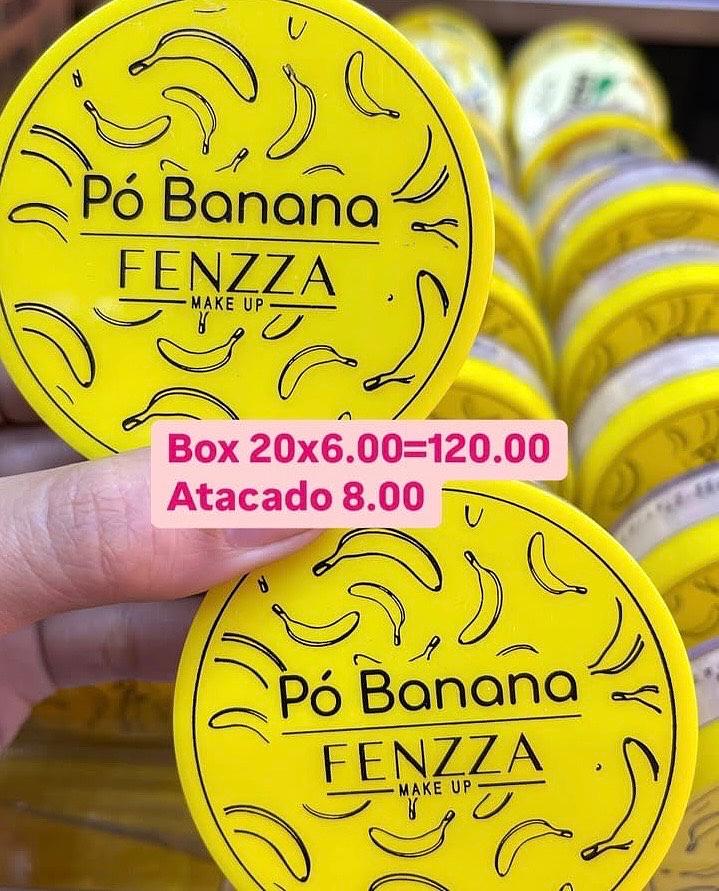 Pó Banana
FENZZA
MAKE UP
Box 20x6.00=120.00
Atacado 8.00
Pó Banana
FENZZA
MAKE UP